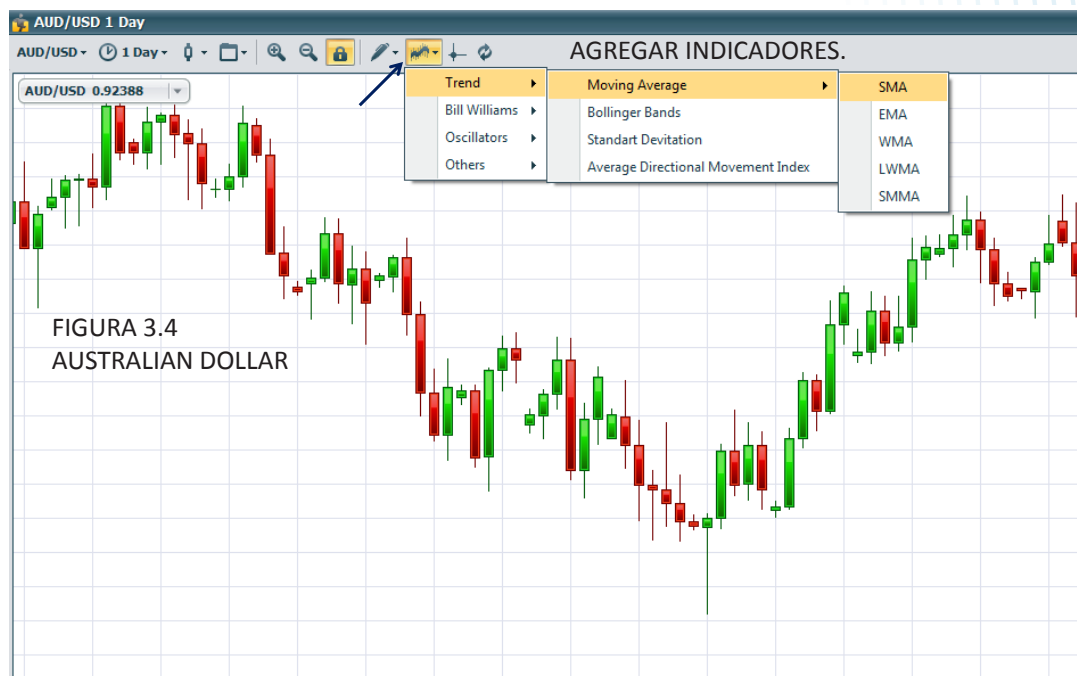 AUD/USD 1 Day
AUD/USD 1 Day
AGREGAR INDICADORES.
AUD/USD 0.92388
Trend
Bill Williams
Oscillators
Others
Moving Average
Bollinger Bands
Standart Devitation
Average Directional Movement Index
SMA
EMA
WMA
LWMA
SMMA
FIGURA 3.4
AUSTRALIAN DOLLAR